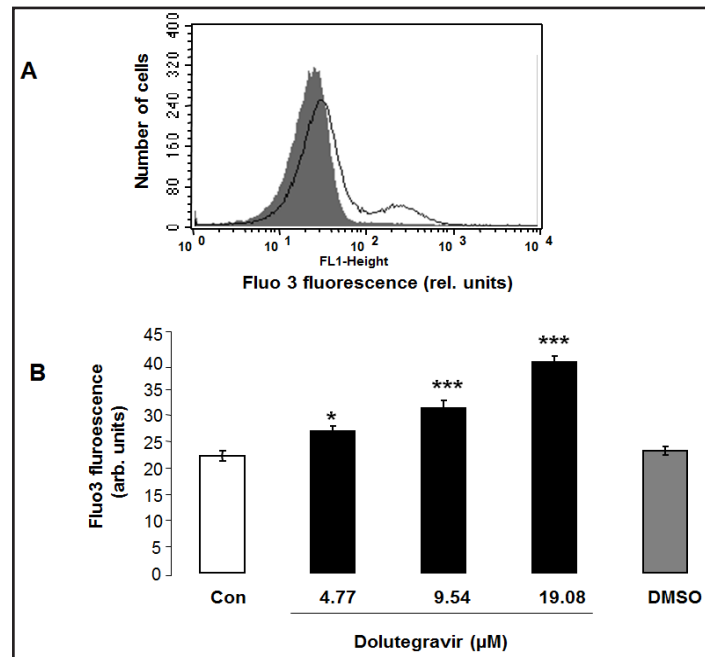 A
Number of cells
400
320
240
160
80
0
10^0 10^1 10^2 10^3 10^4
FL1-Height
Fluo 3 fluorescence (rel. units)
B
Fluo3 fluroescence
(arb. units)
45
40
35
30
25
20
15
10
5
0
*
***
***
Con 4.77 9.54 19.08 DMSO
Dolutegravir (µM)